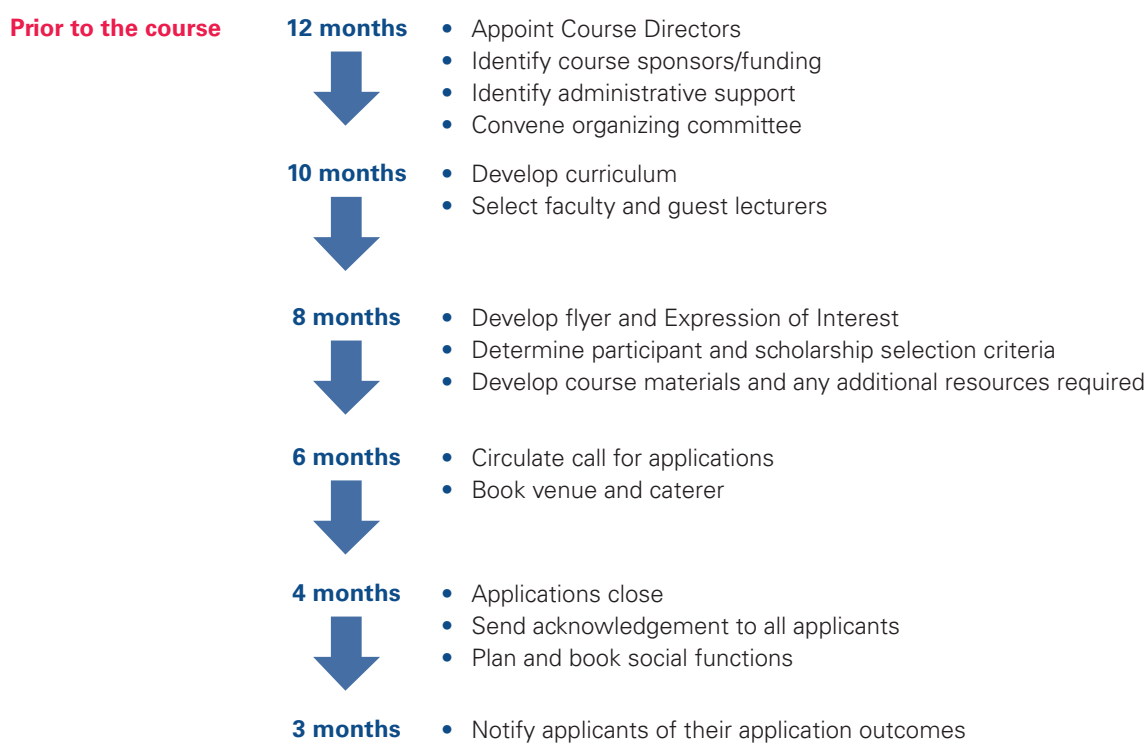 Prior to the course 12 months • Appoint Course Directors
• Identify course sponsors/funding
• Identify administrative support
• Convene organizing committee
10 months • Develop curriculum
• Select faculty and guest lecturers
8 months • Develop flyer and Expression of Interest
• Determine participant and scholarship selection criteria
• Develop course materials and any additional resources required
6 months • Circulate call for applications
• Book venue and caterer
4 months • Applications close
• Send acknowledgement to all applicants
• Plan and book social functions
3 months • Notify applicants of their application outcomes